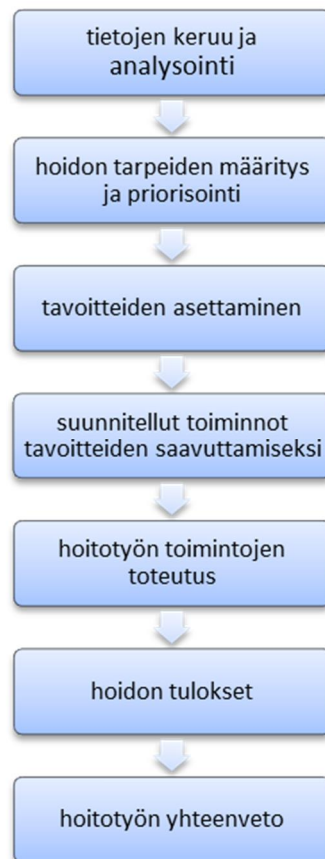 tietojen keruu ja
analysointi
hoidon tarpeiden määritys
ja priorisointi
tavoitteiden asettaminen
suunnitellut toiminnot
tavoitteiden saavuttamiseksi
hoitotyön toimintojen
toteutus
hoidon tulokset
hoitotyön yhteenveto